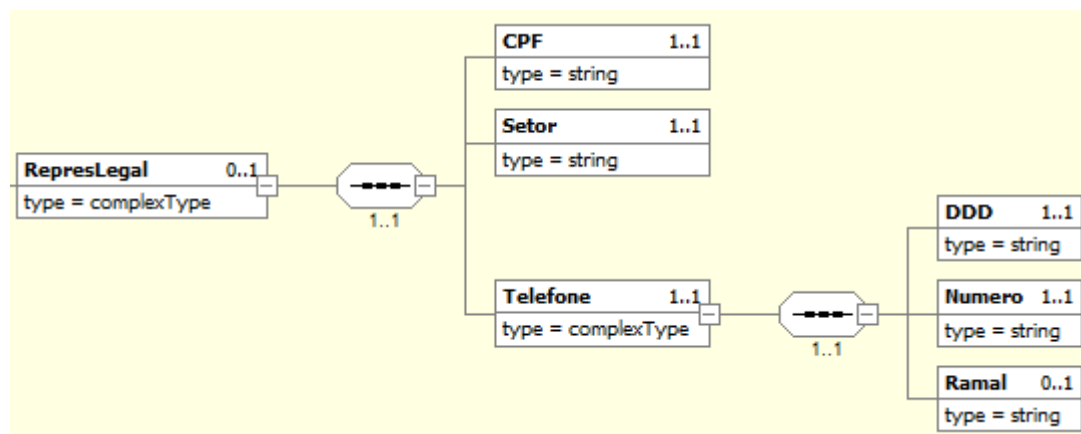 CPF 1..1
type = string
Setor 1..1
type = string
RepresLegal 0..1
type = complexType
1..1
Telefone 1..1
type = complexType
1..1
DDD 1..1
type = string
Numero 1..1
type = string
Ramal 0..1
type = string